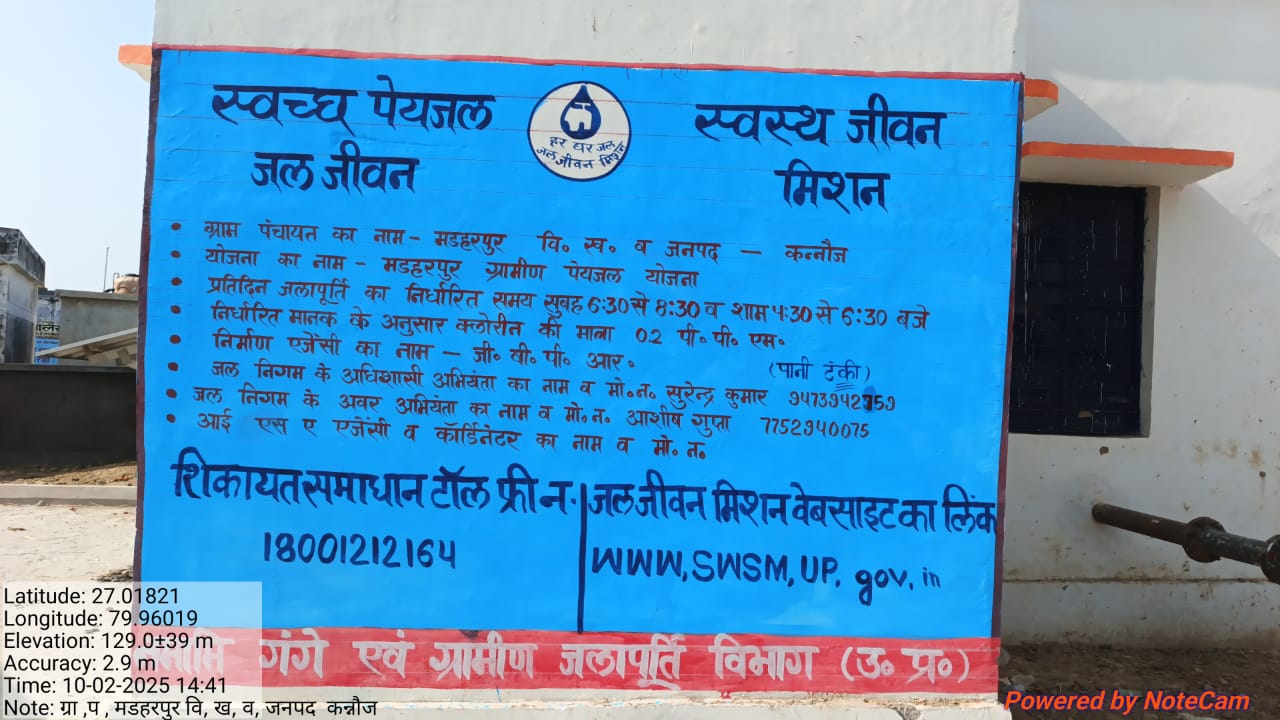 स्वच्छ पेयजल
स्वस्थ जीवन
जल जीवन
मिशन
हर घर जल
जल जीवन मिशन
• ग्राम पंचायत का नाम - मडहरपुर वि॰ ख॰ व जनपद — कन्नौज
• योजना का नाम - मडहरपुर ग्रामीण पेयजल योजना
• प्रतिदिन जलापूर्ति का निर्धारित समय सुबह 6:30 से 8:30 व शाम 4:30 से 6:30 बजे
• निर्धारित मानक के अनुसार क्लोरीन की मात्रा 0.2 पी॰ पी॰ एम॰
• निर्माण एजेंसी का नाम - जी॰ वी॰ पी॰ आर॰ (पानी टंकी)
• जल निगम के अधिशासी अभियंता का नाम व मो॰ न॰ सुरेन्द्र कुमार 9473942759
• जल निगम के अवर अभियंता का नाम व मो॰ न॰ आशीष गुप्ता 7752940075
• आई एस ए एजेंसी व कॉर्डिनेटर का नाम व मो॰ न॰
शिकायत समाधान टॉल फ्री न॰
18001212164
जल जीवन मिशन वेबसाइट का लिंक
WWW.SWSM.UP.gov.in
नमामि गंगे एवं ग्रामीण जलापूर्ति विभाग (उ॰ प्र॰)
Latitude: 27.01821
Longitude: 79.96019
Elevation: 129.0±39 m
Accuracy: 2.9 m
Time: 10-02-2025 14:41
Note: ग्रा ,प , मडहरपुर वि, ख, व, जनपद कन्नौज
Powered by NoteCam